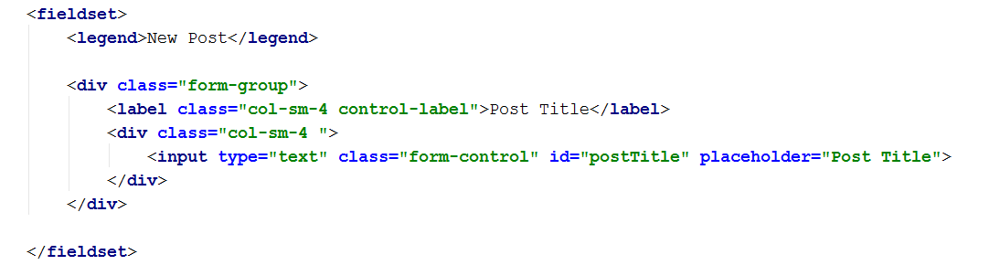 <fieldset>
<legend>New Post</legend>
<div class="form-group">
<label class="col-sm-4 control-label">Post Title</label>
<div class="col-sm-4 ">
<input type="text" class="form-control" id="postTitle" placeholder="Post Title">
</div>
</div>
</fieldset>